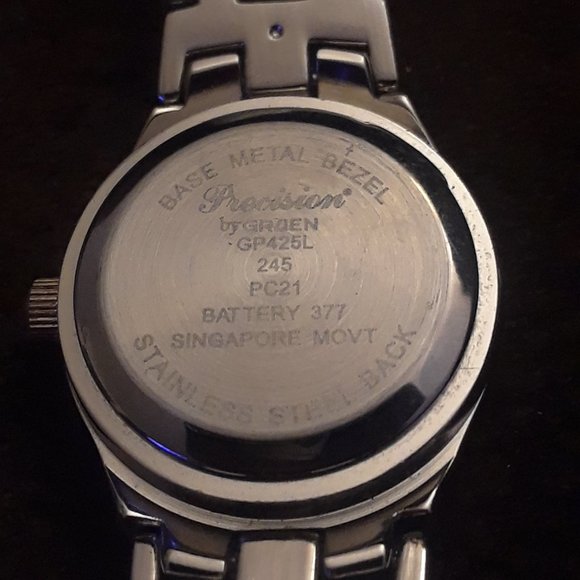 BASE METAL BEZEL
Precision®
by GRUEN
GP425L
245
PC21
BATTERY 377
SINGAPORE MOVT
STAINLESS STEEL BACK